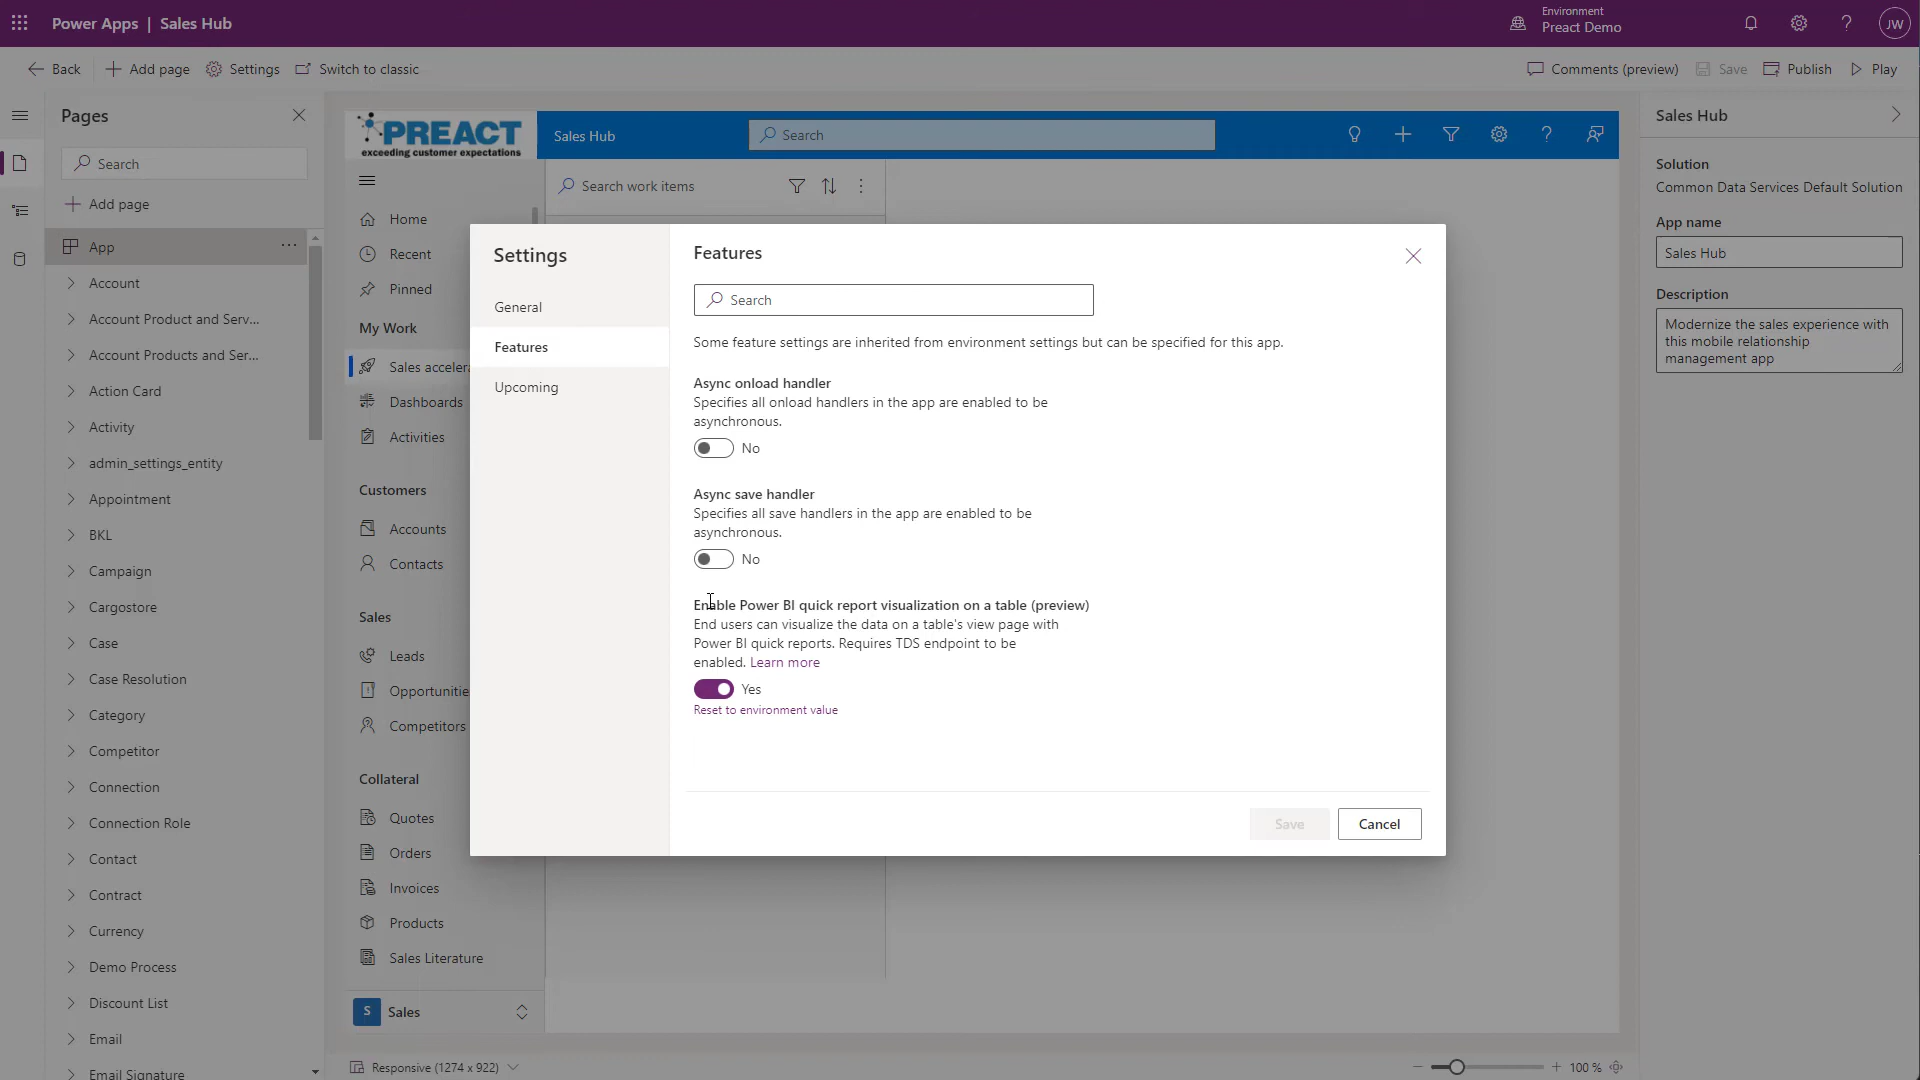 Power Apps | Sales Hub
Environment
Preact Demo
JW
Back
Add page
Settings
Switch to classic
Comments (preview)
Save
Publish
Play
Pages
Search
Add page
App
Account
Account Product and Serv...
Account Products and Ser...
Action Card
Activity
admin_settings_entity
Appointment
BKL
Campaign
Cargostore
Case
Case Resolution
Category
Competitor
Connection
Connection Role
Contact
Contract
Currency
Demo Process
Discount List
Email
Email Signature
PREACT
exceeding customer expectations
Sales Hub
Search
Search work items
Home
Recent
Pinned
My Work
Sales acceler
Dashboards
Activities
Customers
Accounts
Contacts
Sales
Leads
Opportunitie
Competitors
Collateral
Quotes
Orders
Invoices
Products
Sales Literature
S
Sales
Settings
General
Features
Upcoming
Features
Search
Some feature settings are inherited from environment settings but can be specified for this app.
Async onload handler
Specifies all onload handlers in the app are enabled to be
asynchronous.
No
Async save handler
Specifies all save handlers in the app are enabled to be
asynchronous.
No
Enable Power BI quick report visualization on a table (preview)
End users can visualize the data on a table's view page with
Power BI quick reports. Requires TDS endpoint to be
enabled. Learn more
Yes
Reset to environment value
Save
Cancel
Sales Hub
Solution
Common Data Services Default Solution
App name
Sales Hub
Description
Modernize the sales experience with
this mobile relationship
management app
Responsive (1274 x 922)
100 %